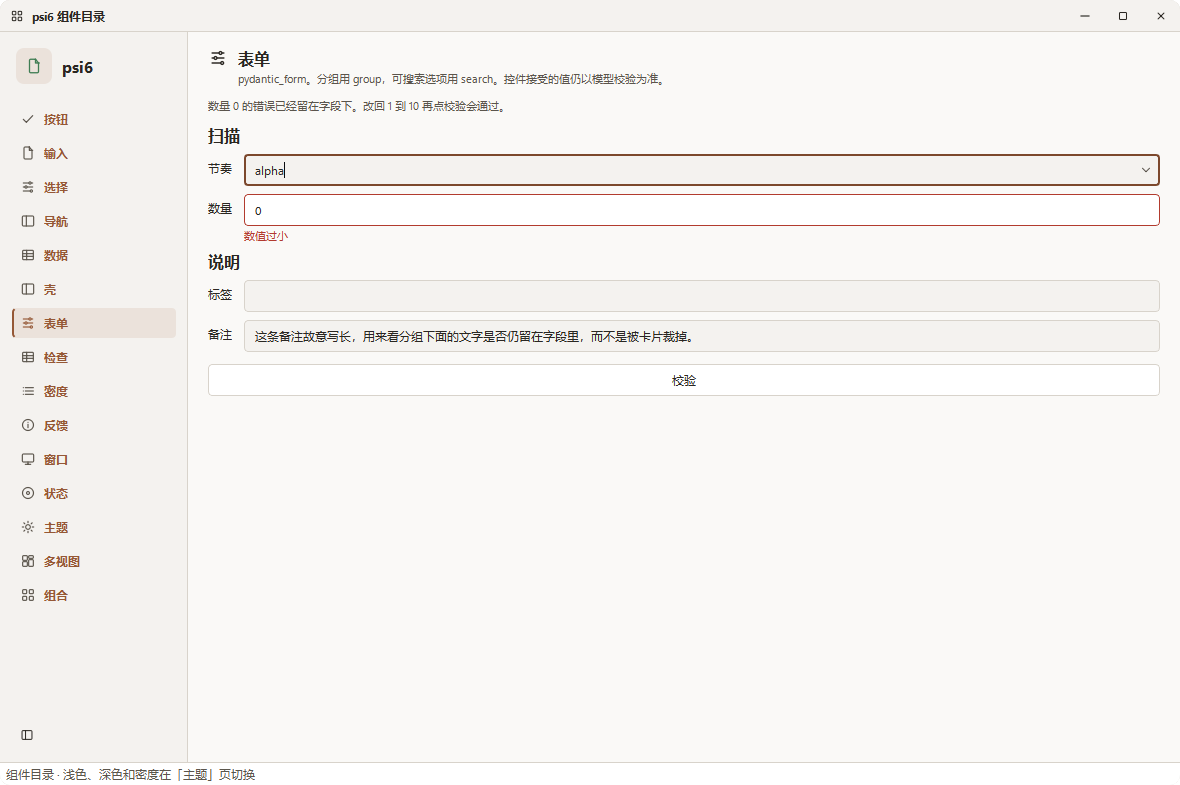 psi6 组件目录
psi6
按钮
输入
选择
导航
数据
壳
表单
检查
密度
反馈
窗口
状态
主题
多视图
组合
表单
pydantic_form。分组用 group，可搜索选项用 search。控件接受的值仍以模型校验为准。
数量 0 的错误已经留在字段下。改回 1 到 10 再点校验会通过。
扫描
节奏 alpha
数量 0
数值过小
说明
标签
备注 这条备注故意写长，用来看分组下面的文字是否仍留在字段里，而不是被卡片裁掉。
校验
组件目录 · 浅色、深色和密度在「主题」页切换